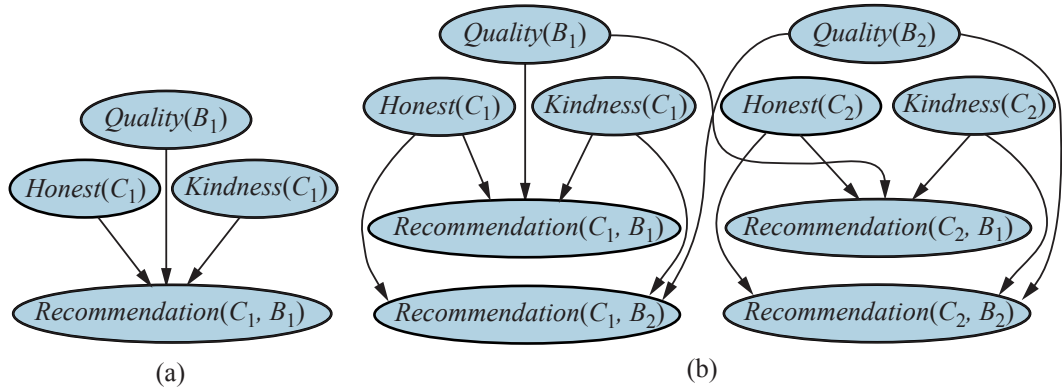 Quality(B1)
Honest(C1) Kindness(C1)
Recommendation(C1, B1)
(a)
Quality(B1) Quality(B2)
Honest(C1) Kindness(C1) Honest(C2) Kindness(C2)
Recommendation(C1, B1) Recommendation(C2, B1)
Recommendation(C1, B2) Recommendation(C2, B2)
(b)